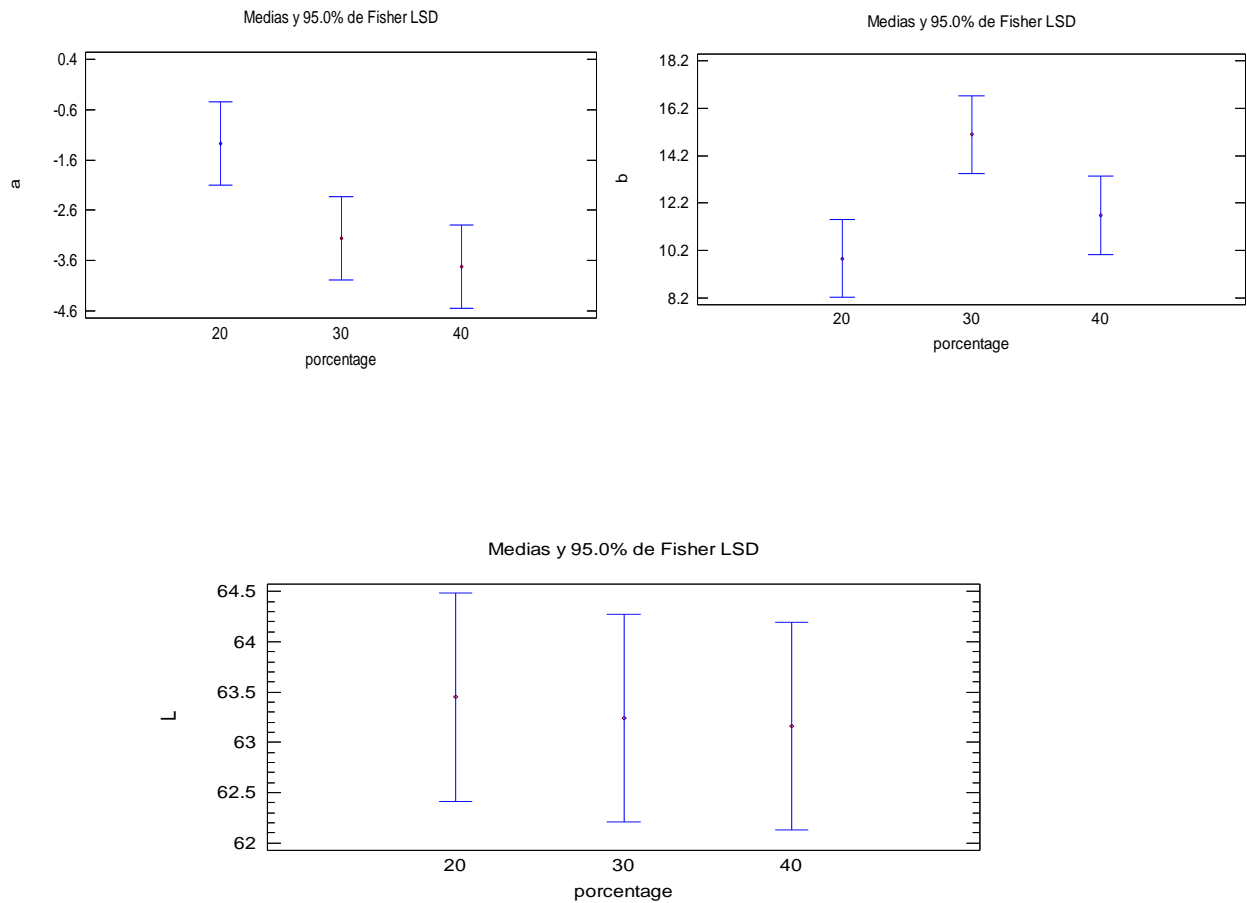 Medias y 95.0% de Fisher LSD
0.4
-0.6
-1.6
-2.6
-3.6
-4.6
a
20 30 40
porcentage
Medias y 95.0% de Fisher LSD
18.2
16.2
14.2
12.2
10.2
8.2
b
20 30 40
porcentage
Medias y 95.0% de Fisher LSD
64.5
64
63.5
63
62.5
62
L
20 30 40
porcentage